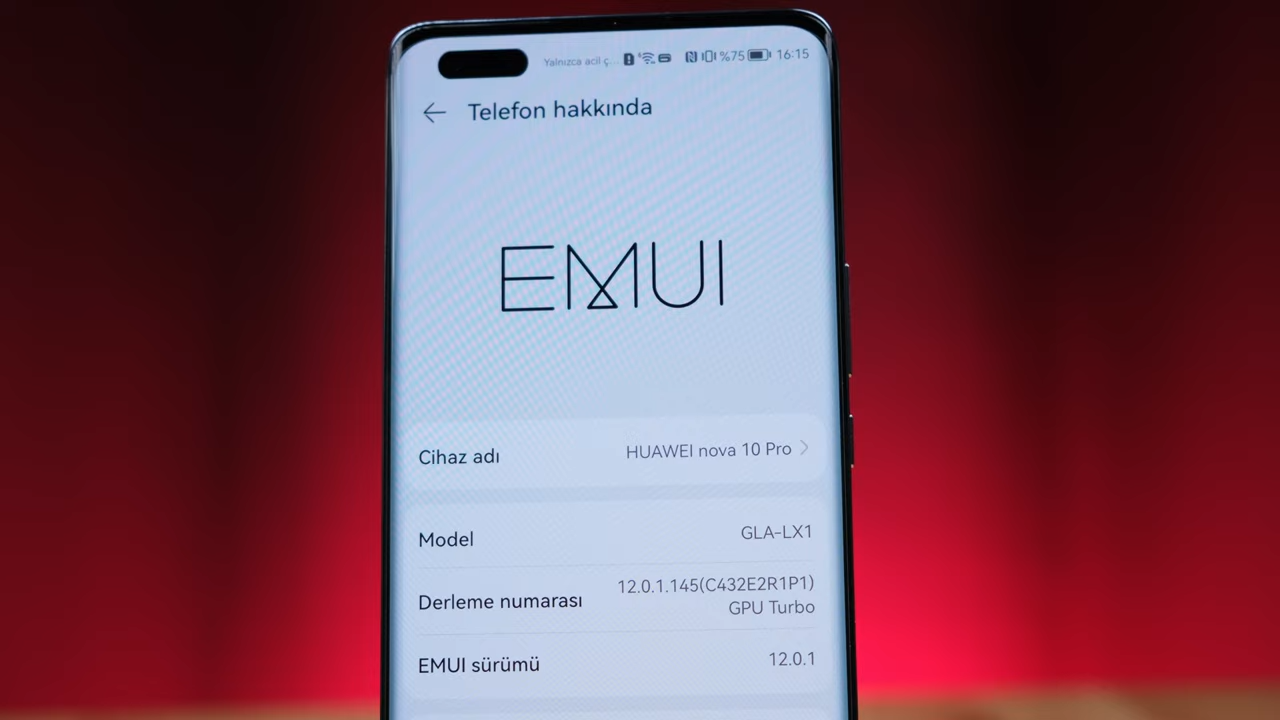 Yalnızca acil ç... %75 16:15
Telefon hakkında
EMUI
Cihaz adı HUAWEI nova 10 Pro
Model GLA-LX1
Derleme numarası 12.0.1.145(C432E2R1P1)
GPU Turbo
EMUI sürümü 12.0.1